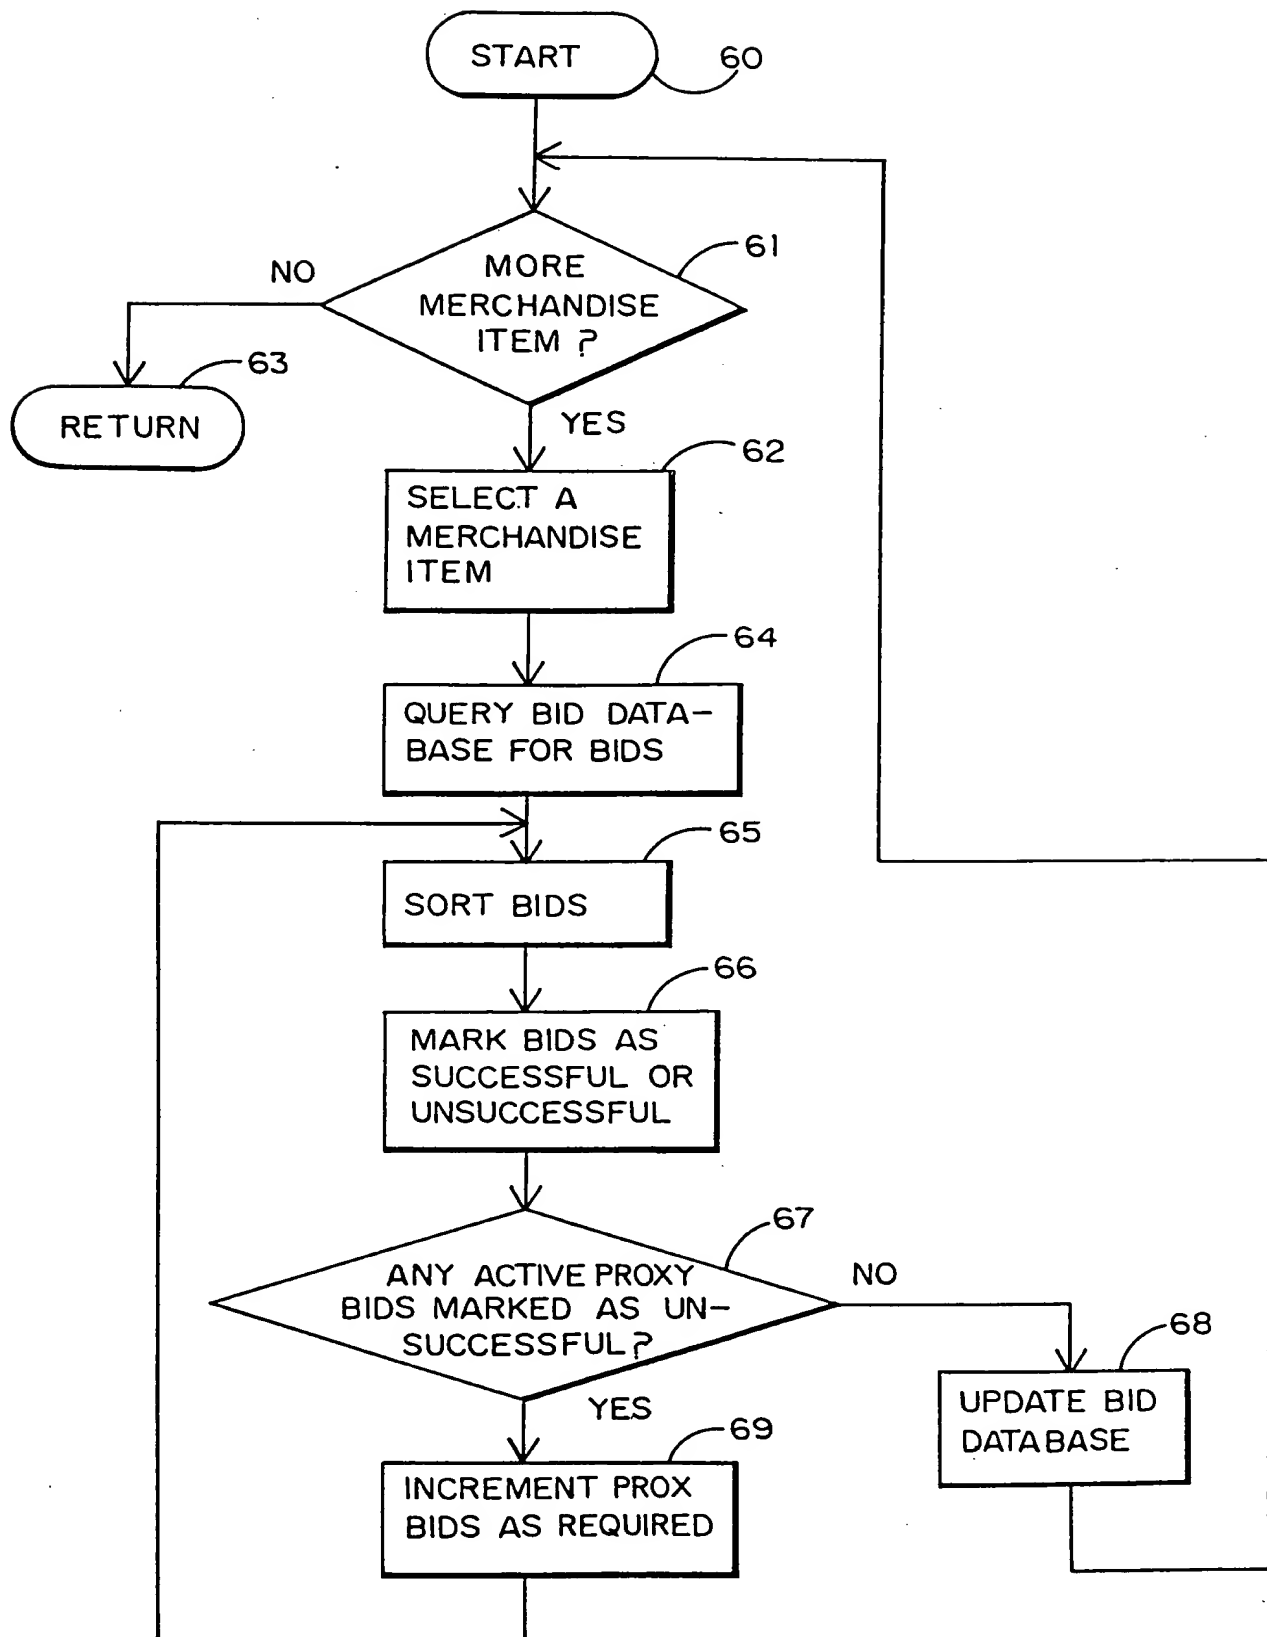 START
60
61
MORE
MERCHANDISE
ITEM ?
NO
63
RETURN
YES
62
SELECT A
MERCHANDISE
ITEM
64
QUERY BID DATA-
BASE FOR BIDS
65
SORT BIDS
66
MARK BIDS AS
SUCCESSFUL OR
UNSUCCESSFUL
67
ANY ACTIVE PROXY
BIDS MARKED AS UN-
SUCCESSFUL?
NO
68
UPDATE BID
DATABASE
YES
69
INCREMENT PROX
BIDS AS REQUIRED